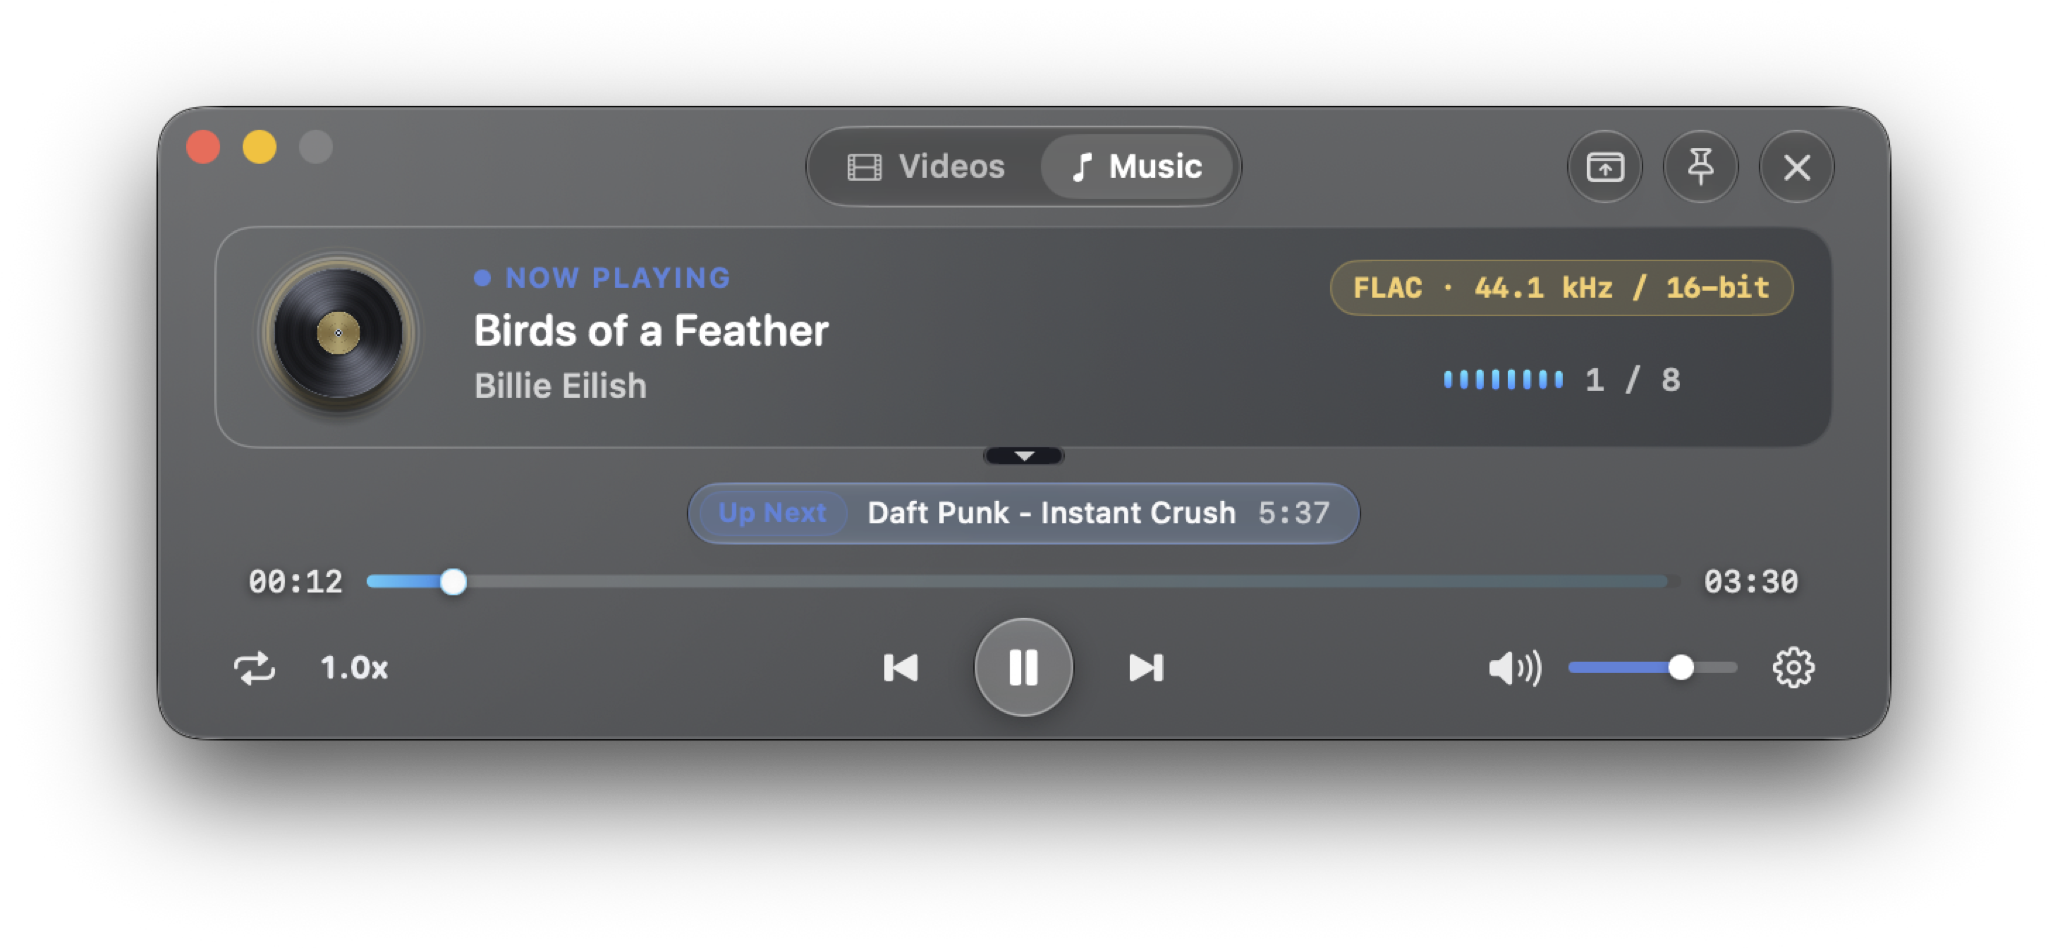 Videos
Music
NOW PLAYING
FLAC · 44.1 kHz / 16-bit
Birds of a Feather
Billie Eilish
1 / 8
Up Next Daft Punk - Instant Crush 5:37
00:12
03:30
1.0x